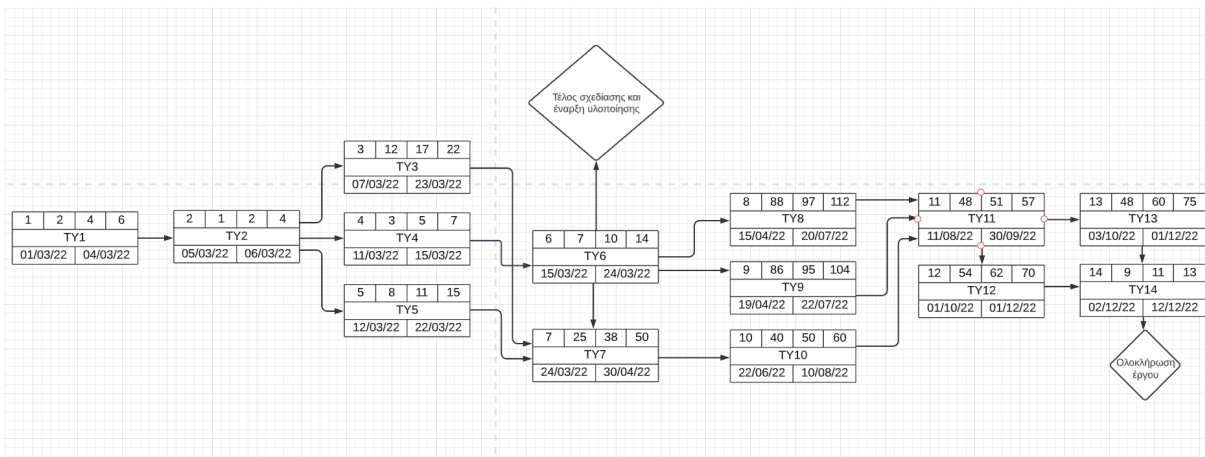 Τέλος σχεδίασης και
έναρξη υλοποίησης
1 2 4 6
TY1
01/03/22 04/03/22
2 1 2 4
TY2
05/03/22 06/03/22
3 12 17 22
TY3
07/03/22 23/03/22
4 3 5 7
TY4
11/03/22 15/03/22
5 8 11 15
TY5
12/03/22 22/03/22
6 7 10 14
TY6
15/03/22 24/03/22
7 25 38 50
TY7
24/03/22 30/04/22
8 88 97 112
TY8
15/04/22 20/07/22
9 86 95 104
TY9
19/04/22 22/07/22
10 40 50 60
TY10
22/06/22 10/08/22
11 48 51 57
TY11
11/08/22 30/09/22
12 54 62 70
TY12
01/10/22 01/12/22
13 48 60 75
TY13
03/10/22 01/12/22
14 9 11 13
TY14
02/12/22 12/12/22
Ολοκλήρωση
έργου